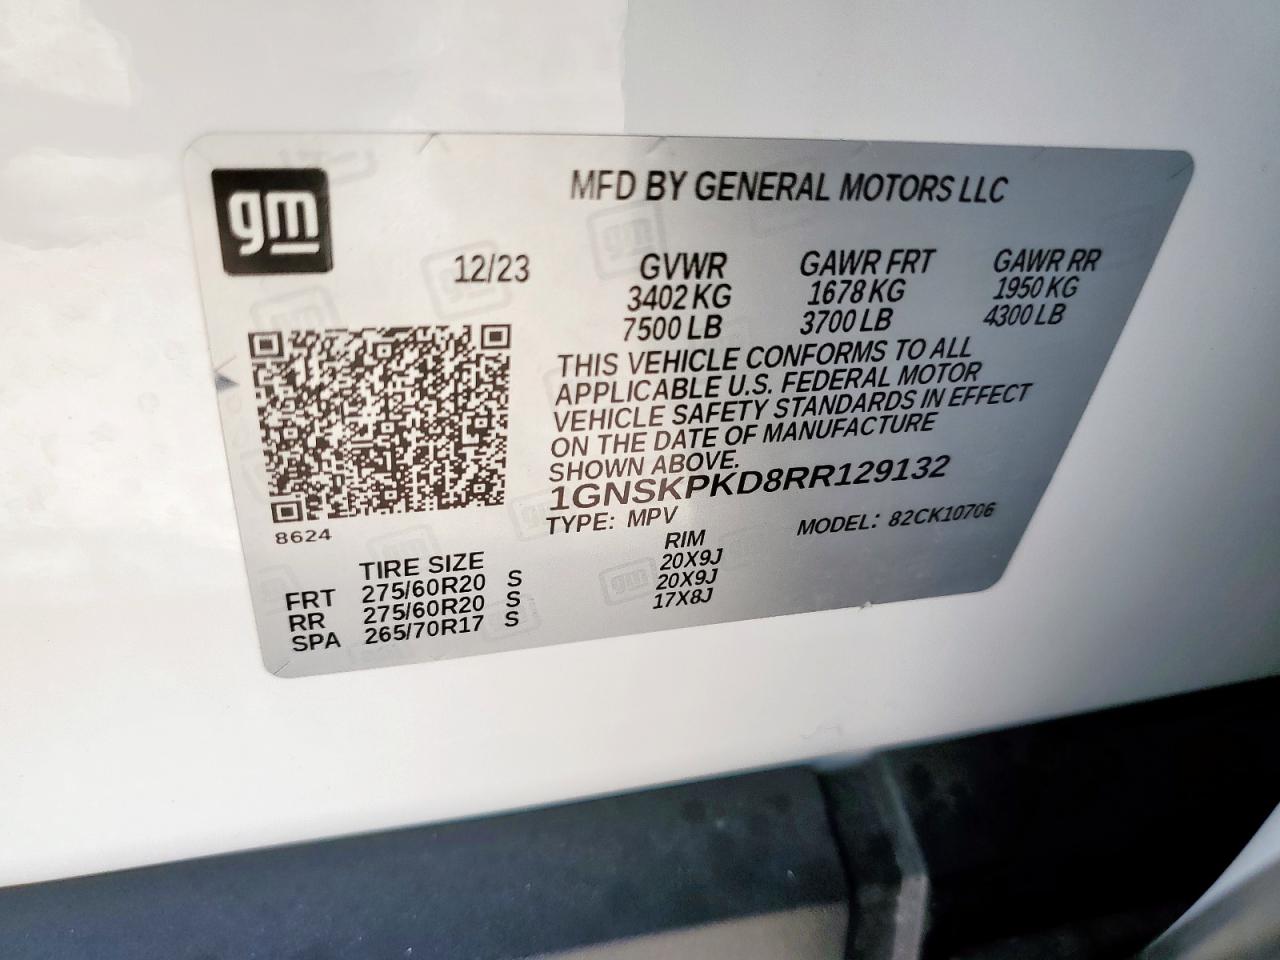 gm
MFD BY GENERAL MOTORS LLC
12/23 GVWR GAWR FRT GAWR RR
3402 KG 1678 KG 1950 KG
7500 LB 3700 LB 4300 LB
THIS VEHICLE CONFORMS TO ALL
APPLICABLE U.S. FEDERAL MOTOR
VEHICLE SAFETY STANDARDS IN EFFECT
ON THE DATE OF MANUFACTURE
SHOWN ABOVE.
1GNSKPKD8RR129132
TYPE: MPV MODEL: 82CK10706
8624
TIRE SIZE RIM
FRT 275/60R20 S 20X9J
RR 275/60R20 S 20X9J
SPA 265/70R17 S 17X8J